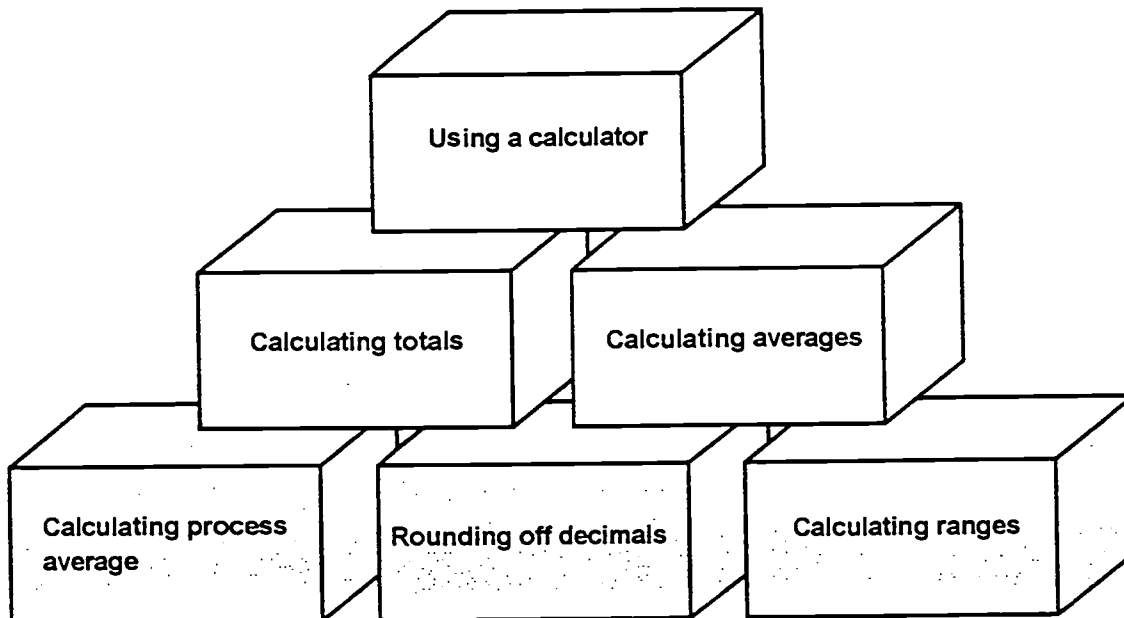 Using a calculator
Calculating totals
Calculating averages
Calculating process
average
Rounding off decimals
Calculating ranges